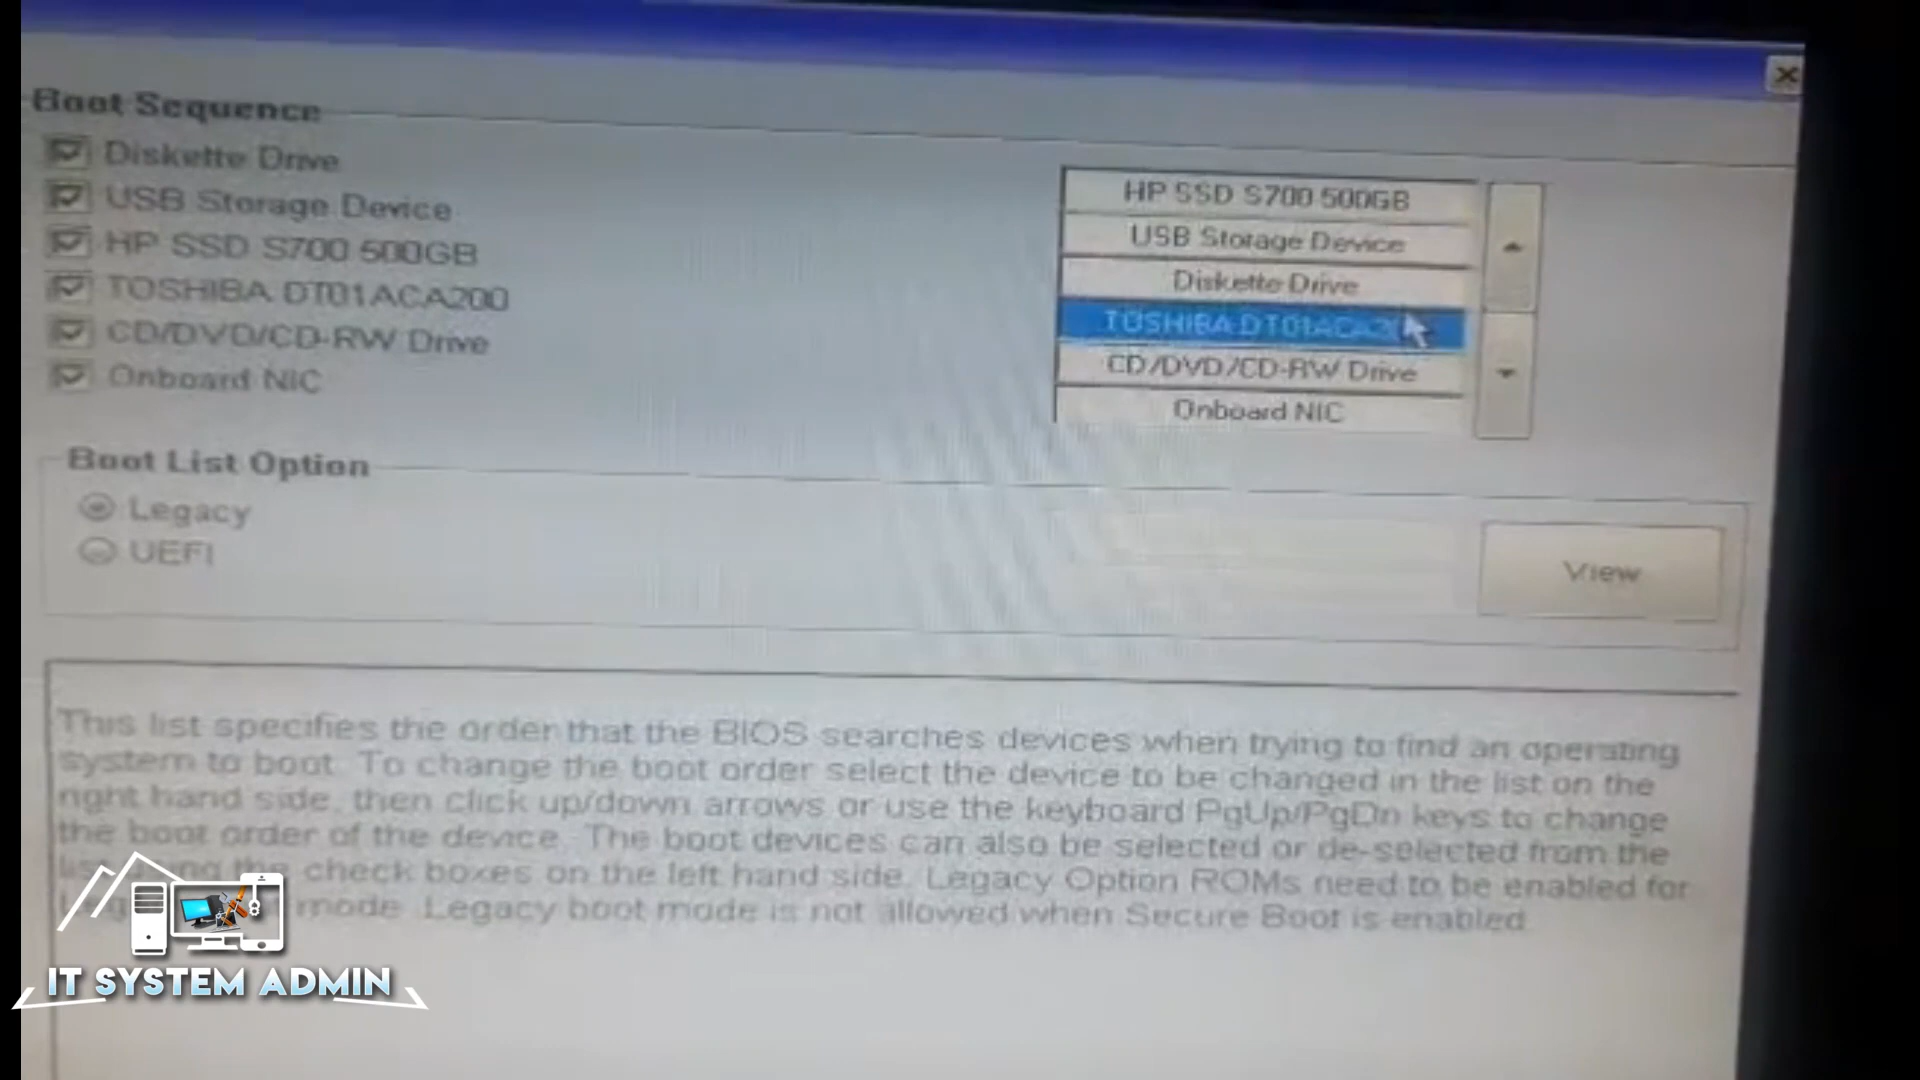 Boot Sequence
Diskette Drive
USB Storage Device
HP SSD S700 500GB
TOSHIBA DT01ACA200
CD/DVD/CD-RW Drive
Onboard NIC
HP SSD S700 500GB
USB Storage Device
Diskette Drive
TOSHIBA DT01ACA20
CD/DVD/CD-RW Drive
Onboard NIC
Boot List Option
Legacy
UEFI
View
This list specifies the order that the BIOS searches devices when trying to find an operating
system to boot. To change the boot order select the device to be changed in the list on the
right hand side, then click up/down arrows or use the keyboard PgUp/PgDn keys to change
the boot order of the device. The boot devices can also be selected or de-selected from the
the check boxes on the left hand side. Legacy Option ROMs need to be enabled for
mode. Legacy boot mode is not allowed when Secure Boot is enabled.
IT SYSTEM ADMIN